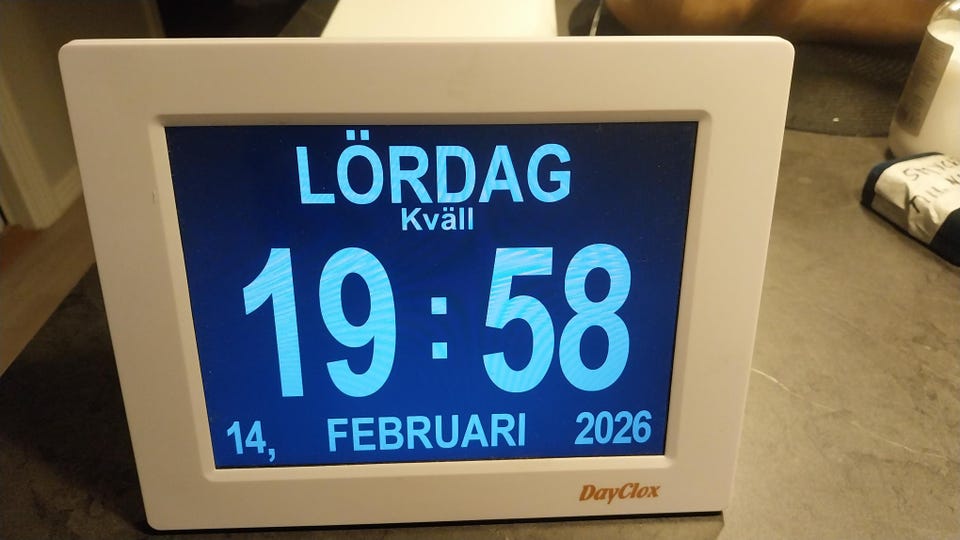 LÖRDAG
Kväll
19:58
14, FEBRUARI 2026
DayClox